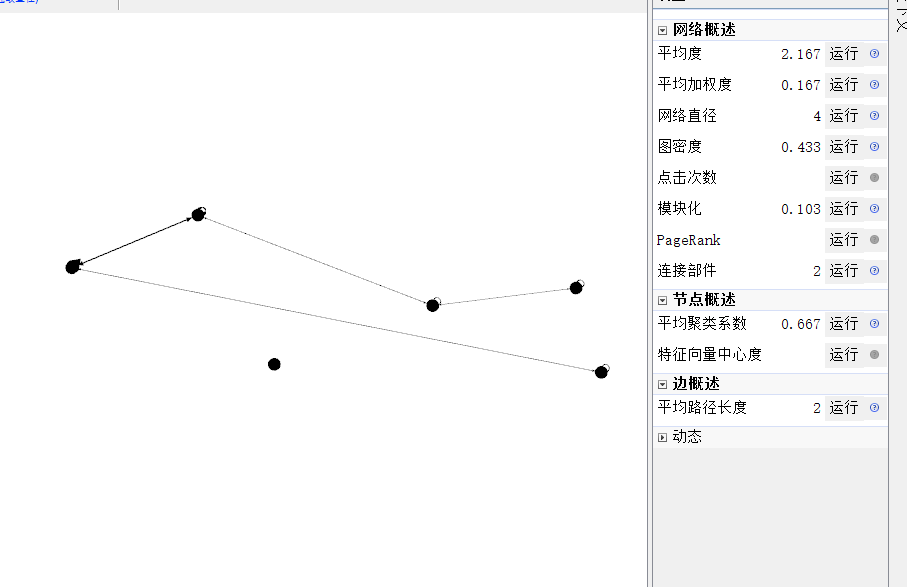 网络概述
平均度 2.167 运行
平均加权度 0.167 运行
网络直径 4 运行
图密度 0.433 运行
点击次数 运行
模块化 0.103 运行
PageRank 运行
连接部件 2 运行
节点概述
平均聚类系数 0.667 运行
特征向量中心度 运行
边概述
平均路径长度 2 运行
动态